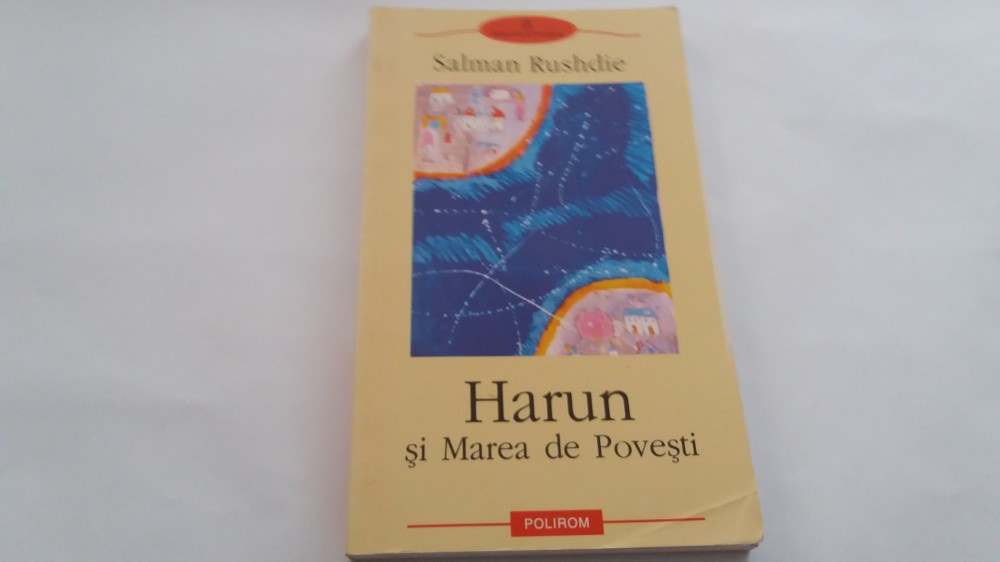 Salman Rushdie
Harun
şi Marea de Poveşti
POLIROM